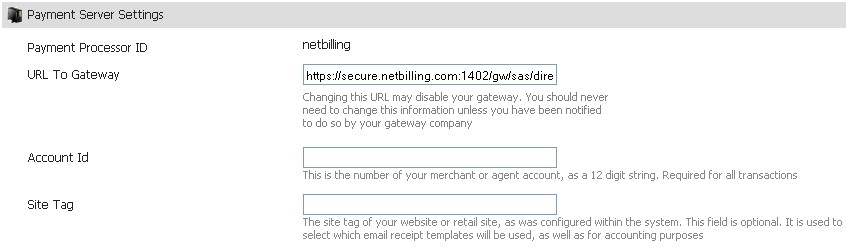 Payment Server Settings
Payment Processor ID netbilling
URL To Gateway https://secure.netbilling.com:1402/gw/sas/dire
Changing this URL may disable your gateway. You should never
need to change this information unless you have been notified
to do so by your gateway company
Account Id
This is the number of your merchant or agent account, as a 12 digit string. Required for all transactions
Site Tag
The site tag of your website or retail site, as was configured within the system. This field is optional. It is used to
select which email receipt templates will be used, as well as for accounting purposes